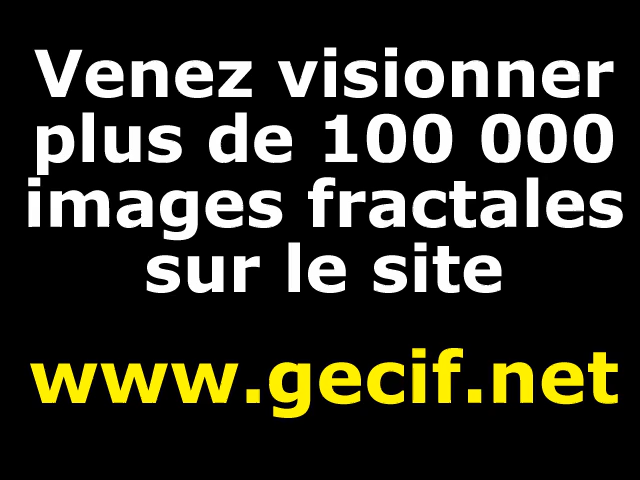 Venez visionner
plus de 100 000
images fractales
sur le site
www.gecif.net